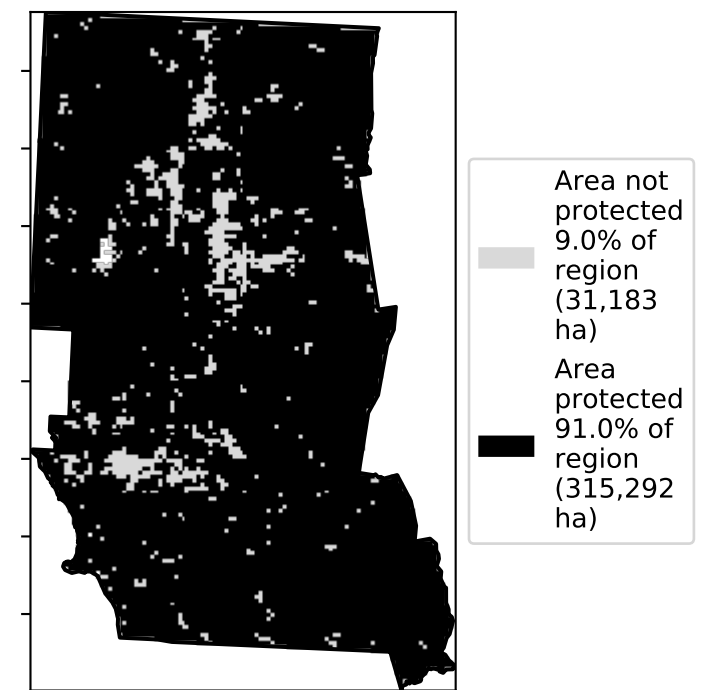 Area not
protected
9.0% of
region
(31,183
ha)
Area
protected
91.0% of
region
(315,292
ha)